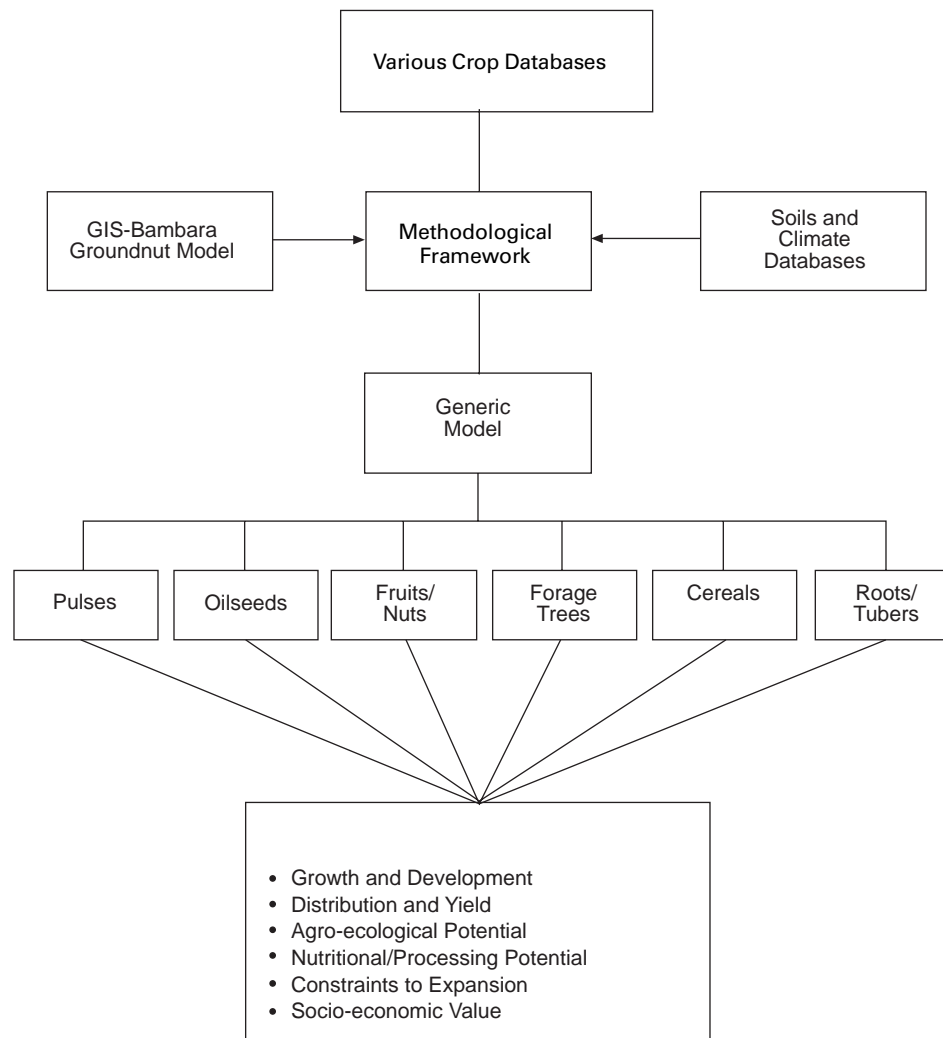 Various Crop Databases
GIS-Bambara
Groundnut Model
Methodological
Framework
Soils and
Climate
Databases
Generic
Model
Pulses
Oilseeds
Fruits/
Nuts
Forage
Trees
Cereals
Roots/
Tubers
• Growth and Development
• Distribution and Yield
• Agro-ecological Potential
• Nutritional/Processing Potential
• Constraints to Expansion
• Socio-economic Value